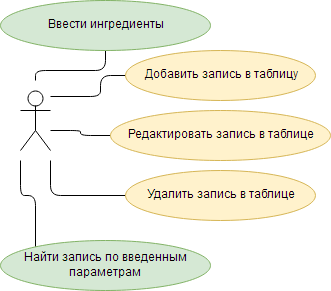 Ввести ингредиенты
Добавить запись в таблицу
Редактировать запись в таблице
Удалить запись в таблице
Найти запись по введенным
параметрам